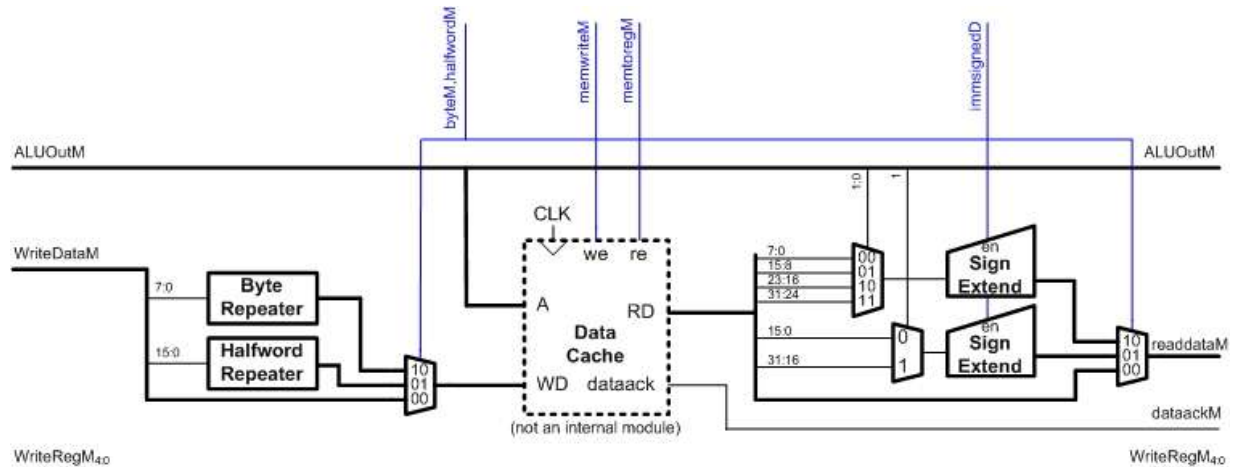 byteM,halfwordM
memwriteM
memtoregM
immsignedD
ALUOutM
ALUOutM
1:0
1
CLK
WriteDataM
we re
7:0
15:8
23:16
31:24
00
01
10
11
en
Sign
Extend
7:0
Byte
Repeater
A
RD
Data
Cache
15:0
31:16
0
1
en
Sign
Extend
10
01
00
readdataM
15:0
Halfword
Repeater
10
01
00
WD dataack
(not an internal module)
dataackM
WriteRegM4:0
WriteRegM4:0